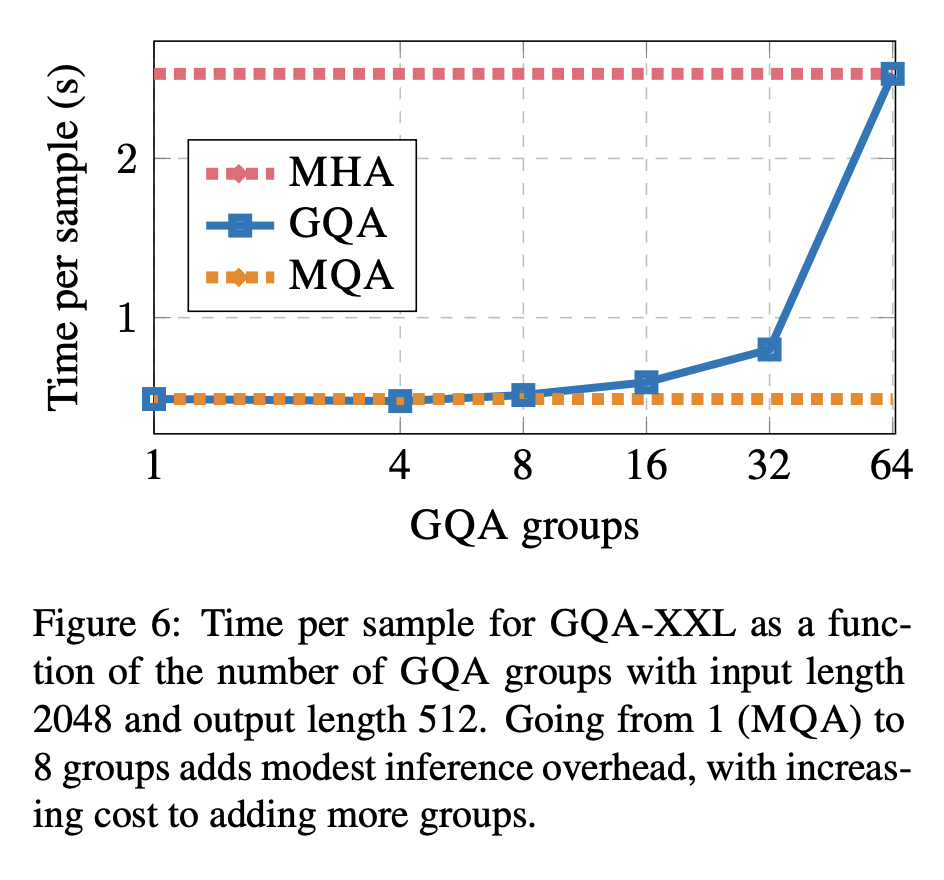 Time per sample (s)
2
1
MHA
GQA
MQA
1 4 8 16 32 64
GQA groups
Figure 6: Time per sample for GQA-XXL as a func-
tion of the number of GQA groups with input length
2048 and output length 512. Going from 1 (MQA) to
8 groups adds modest inference overhead, with increas-
ing cost to adding more groups.